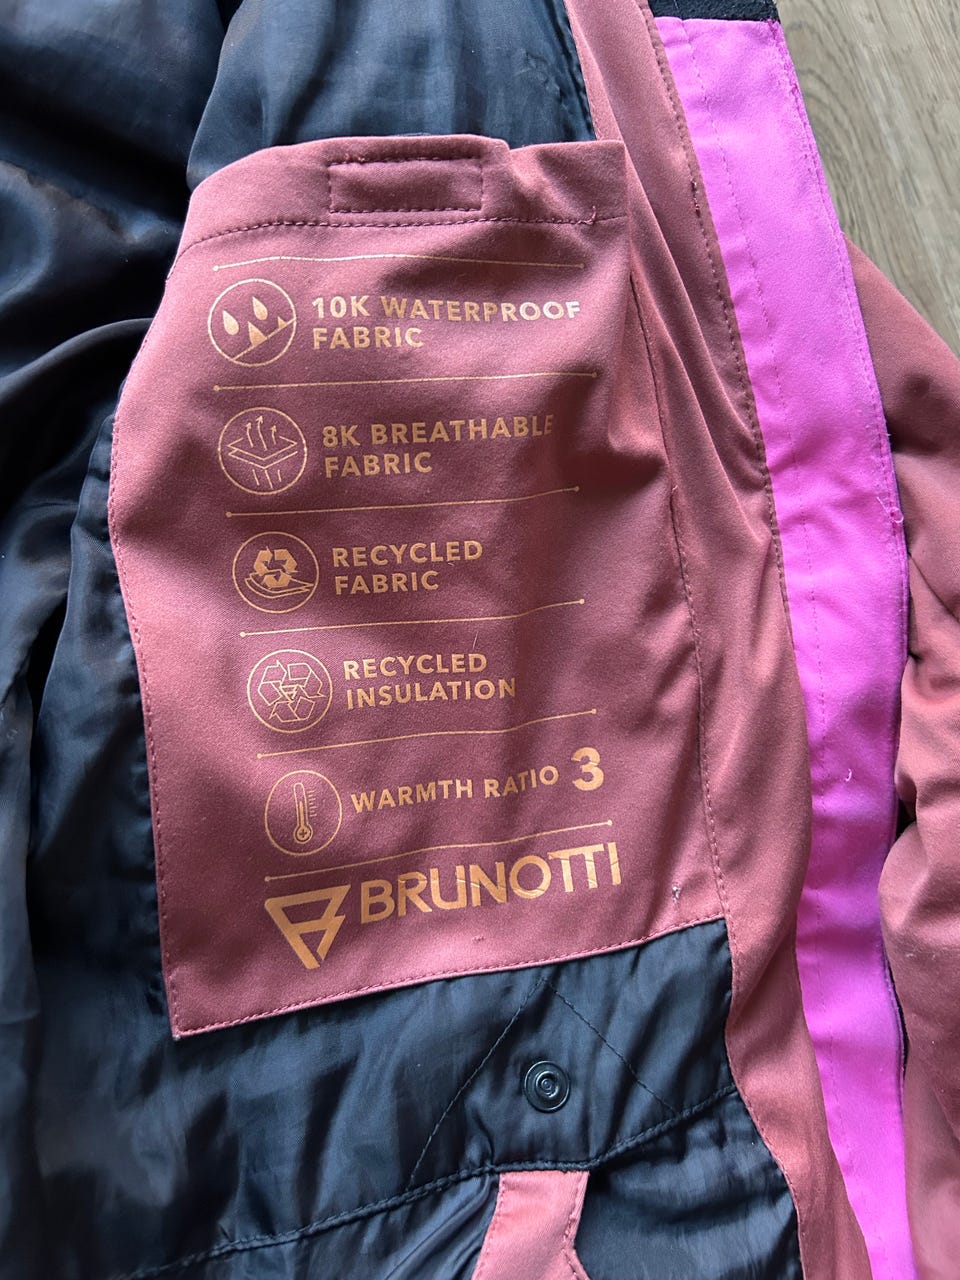 10K WATERPROOF
FABRIC
8K BREATHABLE
FABRIC
RECYCLED
FABRIC
RECYCLED
INSULATION
WARMTH RATIO 3
BRUNOTTI